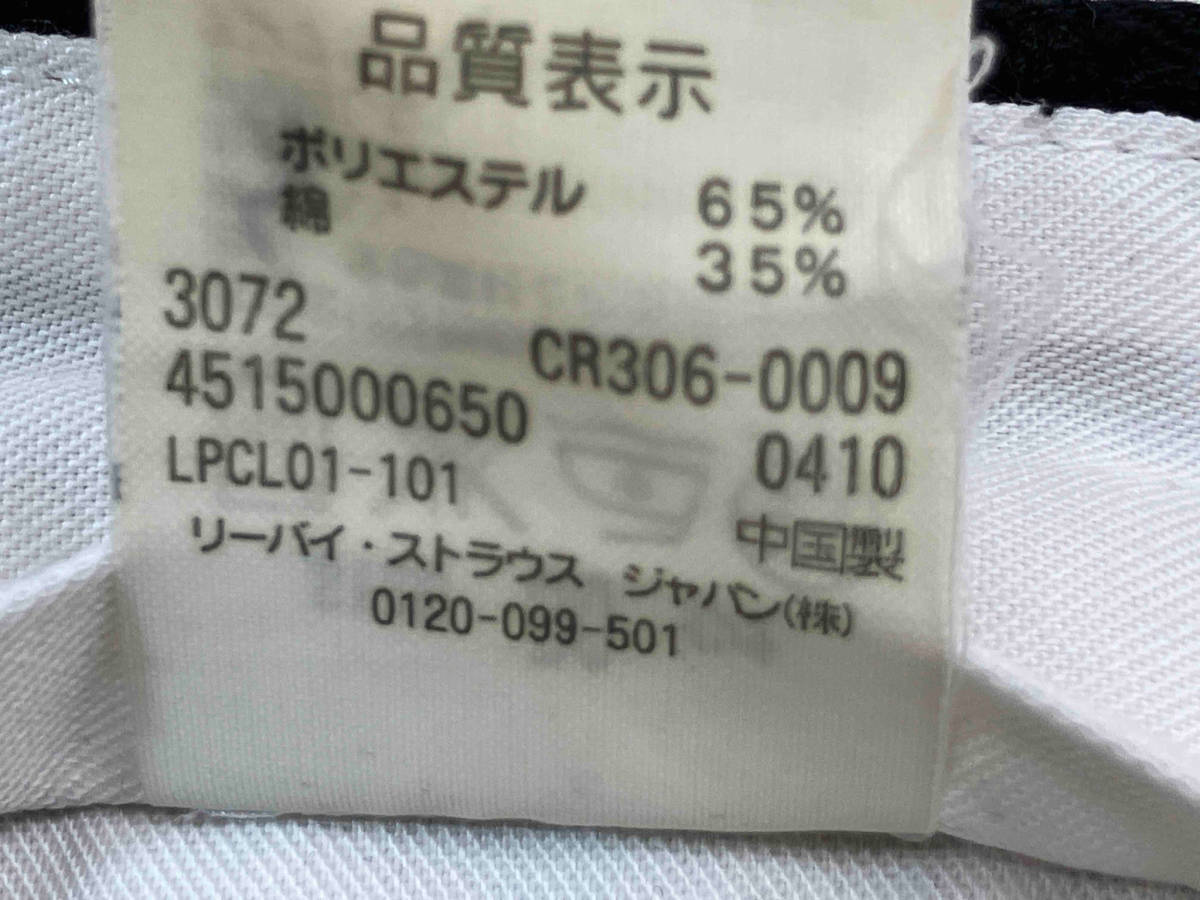 品質表示
ポリエステル 65%
綿 35%
3072 CR306-0009
4515000650 0410
LPCL01-101 中国製
リーバイ・ストラウス ジャパン(株)
0120-099-501